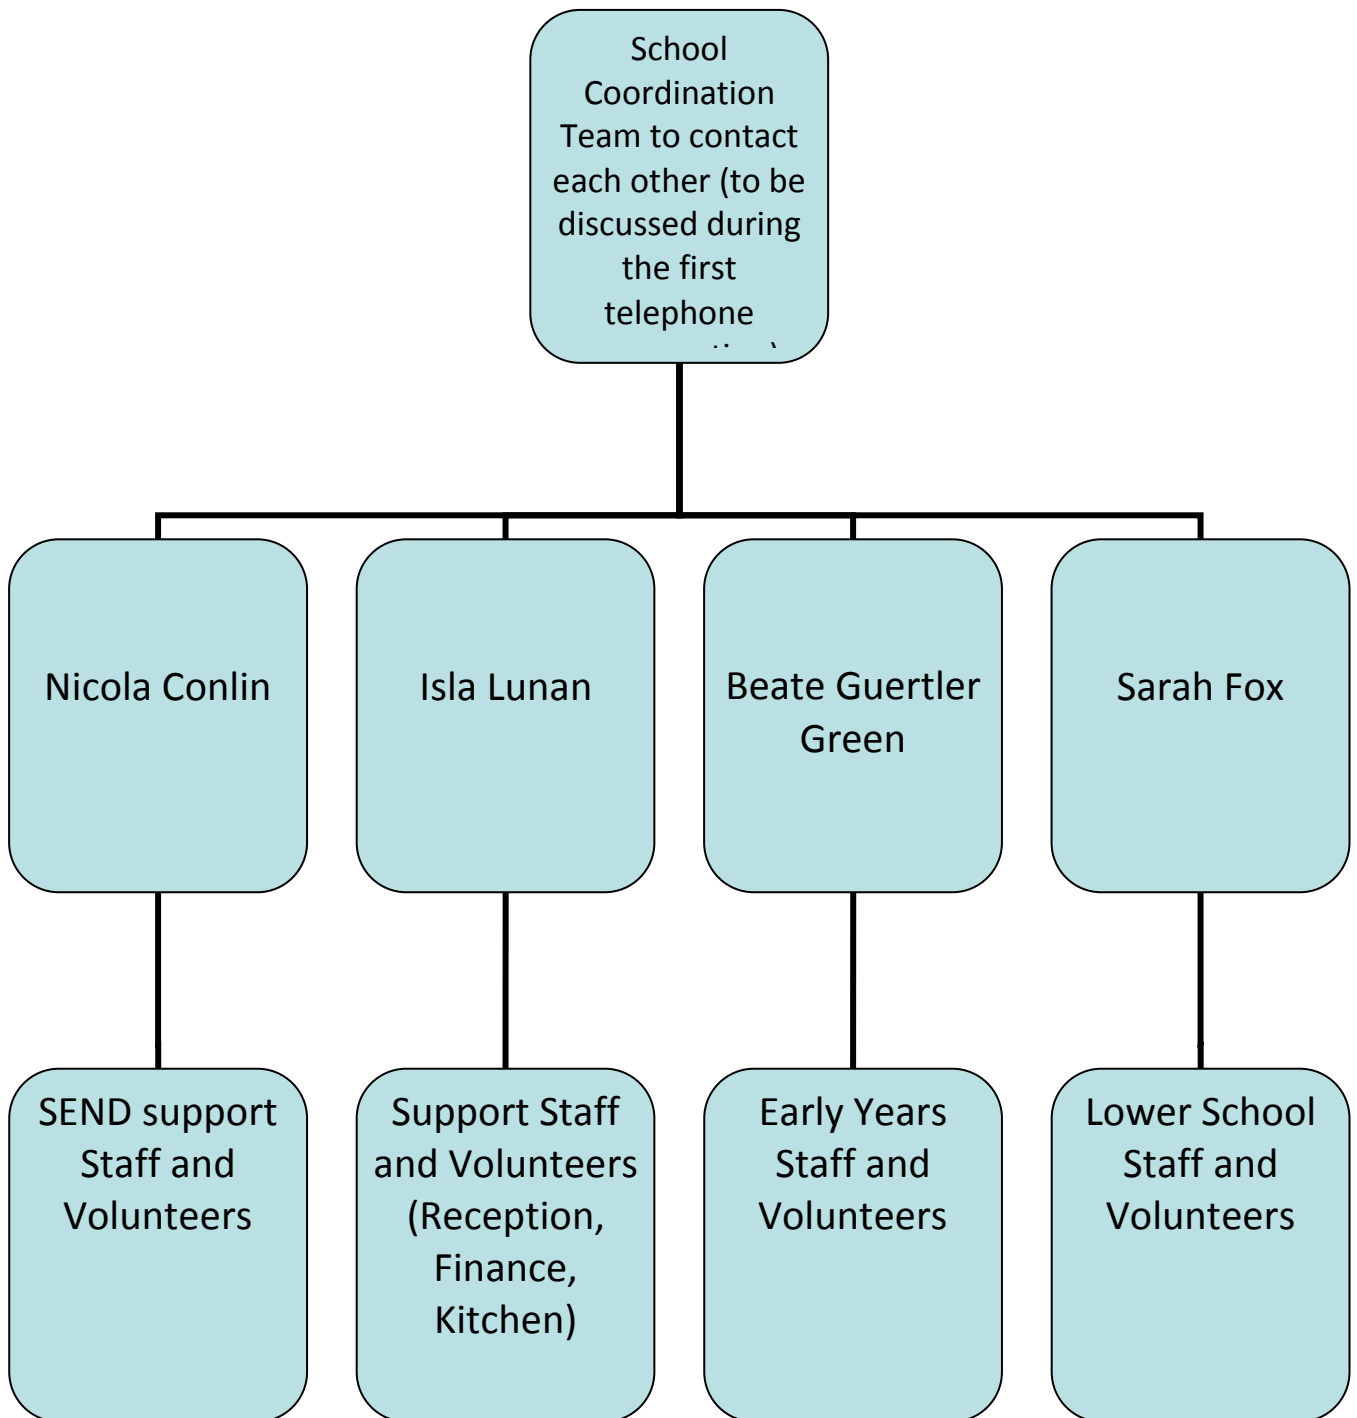 School
Coordination
Team to contact
each other (to be
discussed during
the first
telephone
Nicola Conlin
Isla Lunan
Beate Guertler
Green
Sarah Fox
SEND support
Staff and
Volunteers
Support Staff
and Volunteers
(Reception,
Finance,
Kitchen)
Early Years
Staff and
Volunteers
Lower School
Staff and
Volunteers